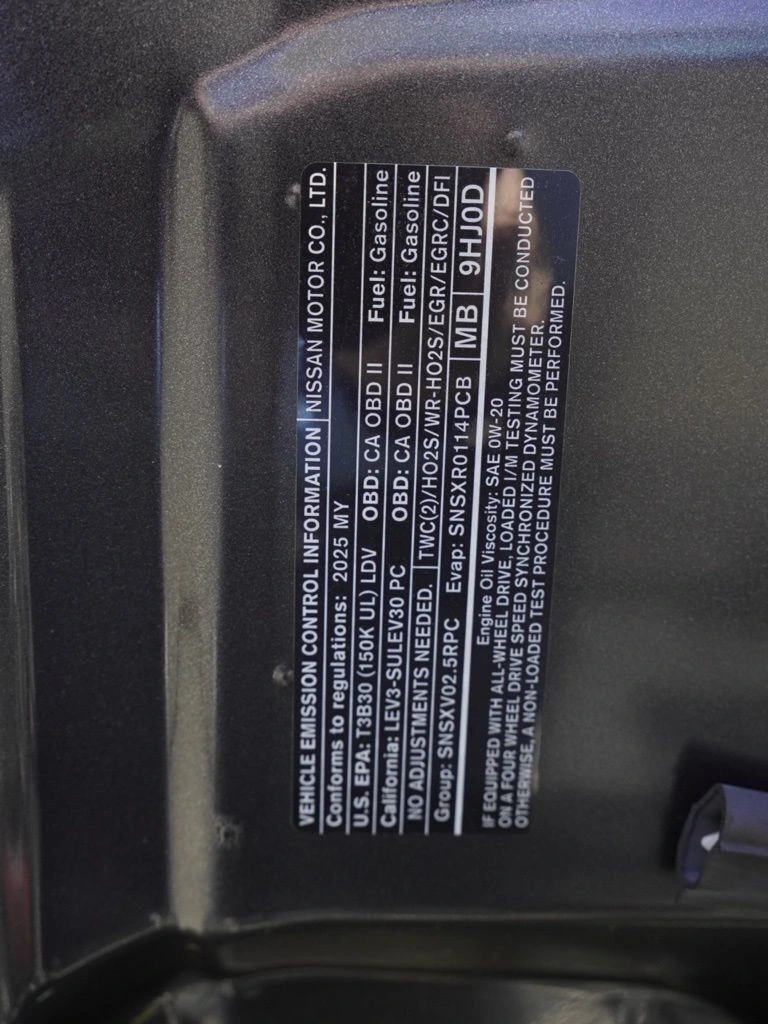 VEHICLE EMISSION CONTROL INFORMATION NISSAN MOTOR CO., LTD.
Conforms to regulations: 2025 MY
U.S. EPA: T3B30 (150K UL) LDV OBD: CA OBD II Fuel: Gasoline
California: LEV3-SULEV30 PC OBD: CA OBD II Fuel: Gasoline
NO ADJUSTMENTS NEEDED. TWC(2)/HO2S/WR-HO2S/EGR/EGRC/DFI
Group: SNSXV02.5RPC Evap: SNSXR0114PCB MB 9HJ0D
Engine Oil Viscosity: SAE 0W-20
IF EQUIPPED WITH ALL-WHEEL DRIVE, LOADED I/M TESTING MUST BE CONDUCTED
ON A FOUR WHEEL DRIVE SPEED SYNCHRONIZED DYNAMOMETER.
OTHERWISE, A NON-LOADED TEST PROCEDURE MUST BE PERFORMED.